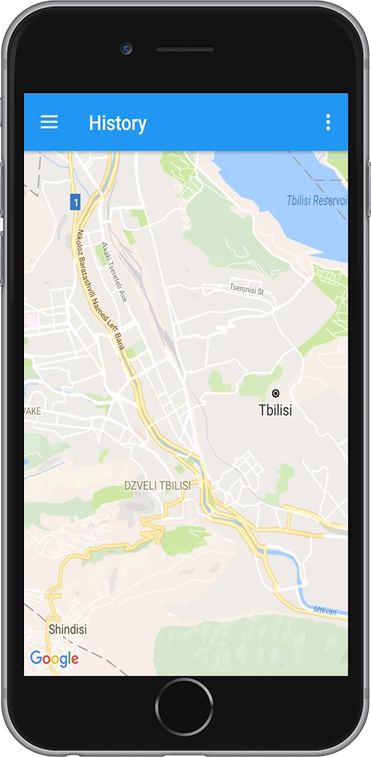 History
1
Tbilisi Reservoi
Nikoloz Baratashvili Named Left Bank
Akaki Tsereteli Ave
Tseronisi St
Tbilisi
VAKE
DZVELI TBILISI
Mtkvari
Shindisi
Google